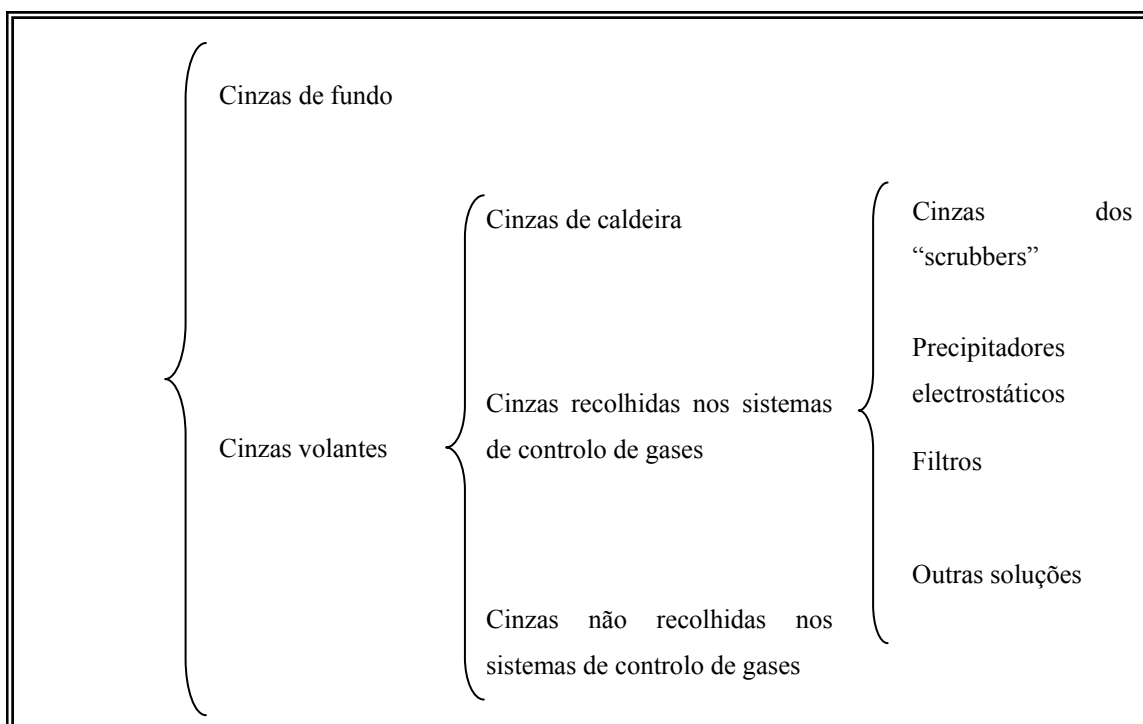 Cinzas de fundo
Cinzas volantes
Cinzas de caldeira
Cinzas recolhidas nos sistemas
de controlo de gases
Cinzas não recolhidas nos
sistemas de controlo de gases
Cinzas dos
“scrubbers”
Precipitadores
electrostáticos
Filtros
Outras soluções